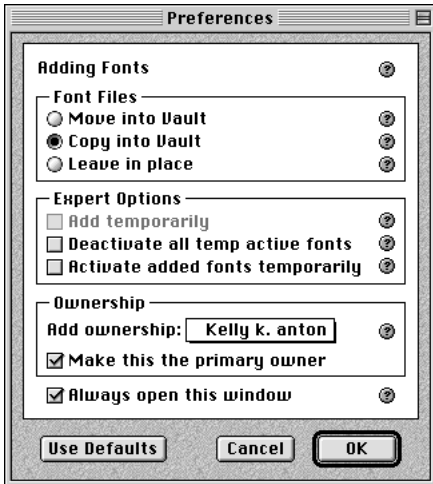 Preferences
Adding Fonts
Font Files
Move into Vault
Copy into Vault
Leave in place
Expert Options
Add temporarily
Deactivate all temp active fonts
Activate added fonts temporarily
Ownership
Add ownership: Kelly k. anton
Make this the primary owner
Always open this window
Use Defaults Cancel OK